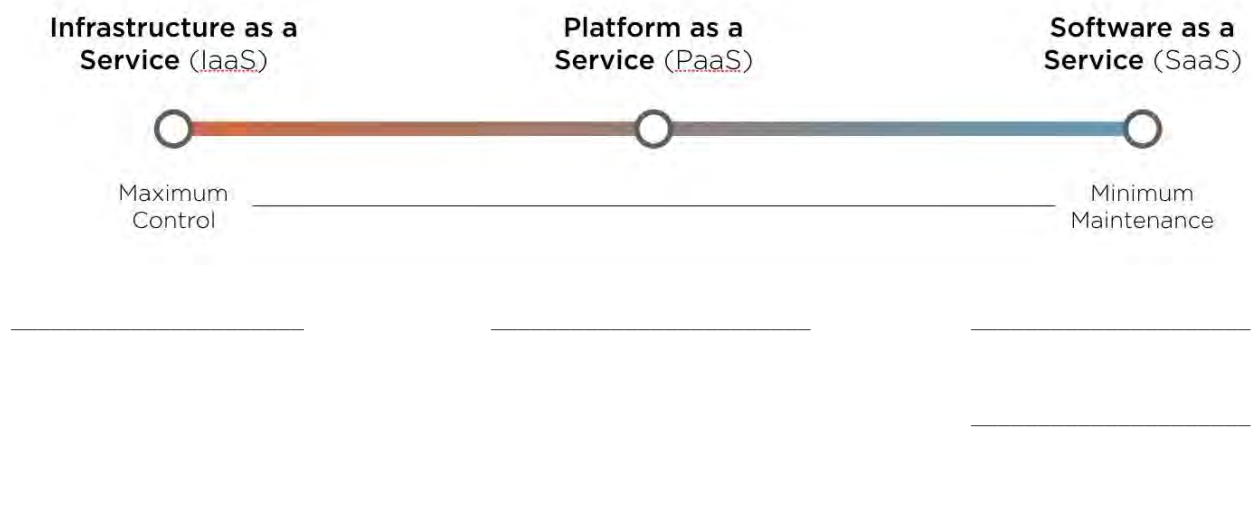 Infrastructure as a
Service (IaaS)
Platform as a
Service (PaaS)
Software as a
Service (SaaS)
Maximum
Control
Minimum
Maintenance